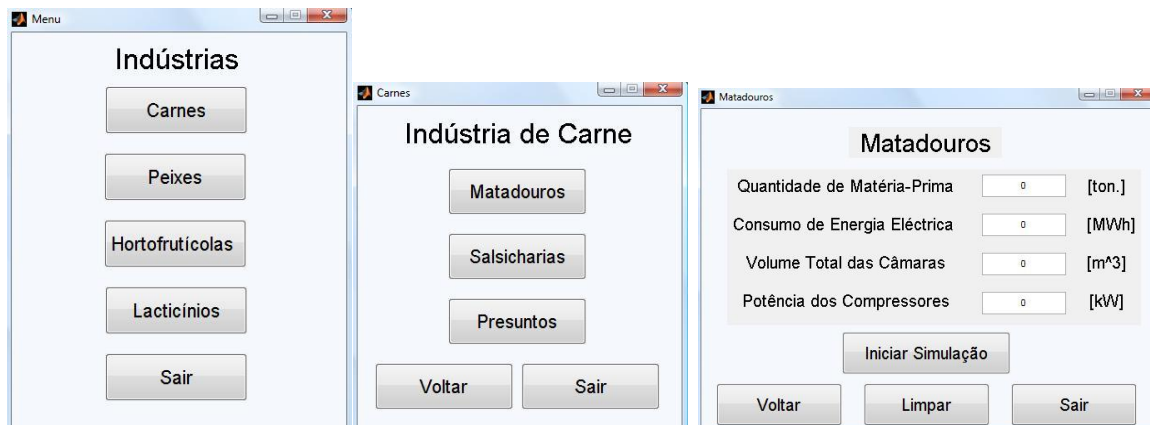 Menu
Indústrias
Carnes
Peixes
Hortofrutícolas
Lacticínios
Sair
Carnes
Indústria de Carne
Matadouros
Salsicharias
Presuntos
Voltar Sair
Matadouros
Matadouros
Quantidade de Matéria-Prima 0 [ton.]
Consumo de Energia Eléctrica 0 [MWh]
Volume Total das Câmaras 0 [m^3]
Potência dos Compressores 0 [kW]
Iniciar Simulação
Voltar Limpar Sair